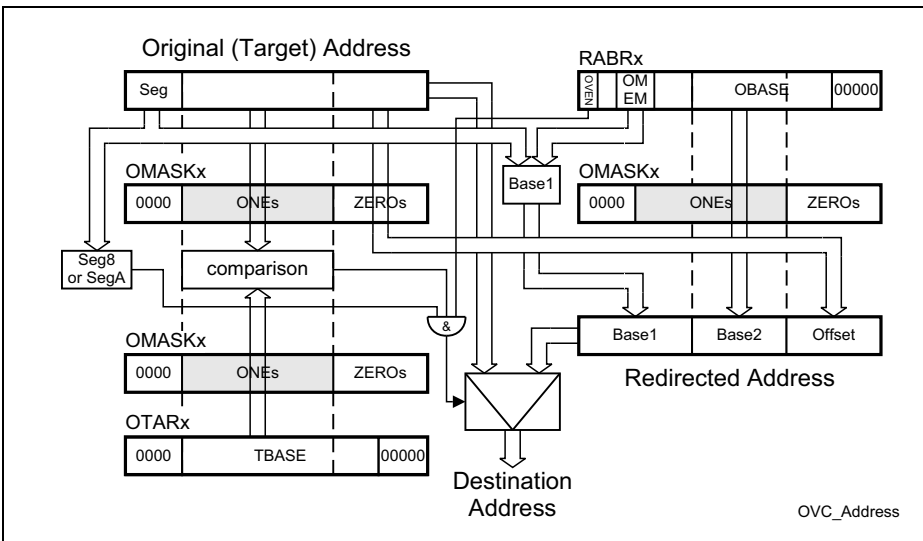 Original (Target) Address
RABRx
Seg
OVEN
OM
EM
OBASE
00000
OMASKx
0000
ONEs
ZEROs
Base1
OMASKx
0000
ONEs
ZEROs
Seg8
or SegA
comparison
&
Base1
Base2
Offset
OMASKx
0000
ONEs
ZEROs
Redirected Address
OTARx
0000
TBASE
00000
Destination
Address
OVC_Address